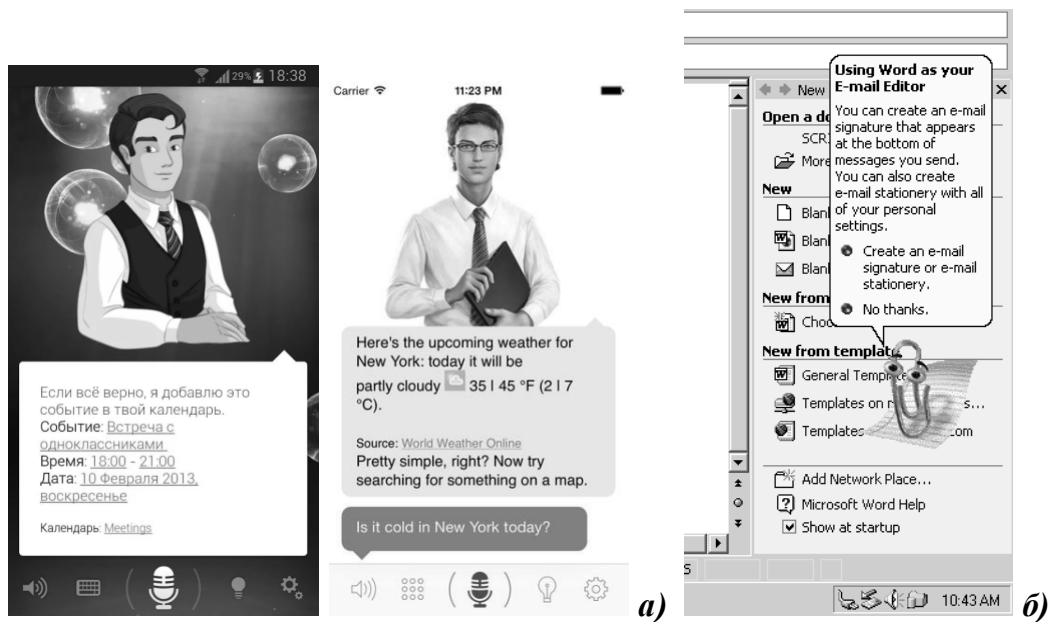 29% 18:38
Если всё верно, я добавлю это
событие в твой календарь.
Событие: Встреча с
одноклассниками
Время: 18:00 - 21:00
Дата: 10 Февраля 2013,
воскресенье
Календарь: Meetings
Carrier 11:23 PM
Here's the upcoming weather for
New York: today it will be
partly cloudy 35 | 45 °F (2 | 7
°C).
Source: World Weather Online
Pretty simple, right? Now try
searching for something on a map.
Is it cold in New York today?
а)
Using Word as your
E-mail Editor
You can create an e-mail
signature that appears
at the bottom of
messages you send.
You can also create
e-mail stationery with all
of your personal
settings.
Create an e-mail
signature or e-mail
stationery.
No thanks.
New
Open a do
SCR
More
New
Blan
Blan
Blan
New from
Choo
New from template
General Templates
Templates on s...
Templates com
Add Network Place...
Microsoft Word Help
Show at startup
10:43 AM
б)